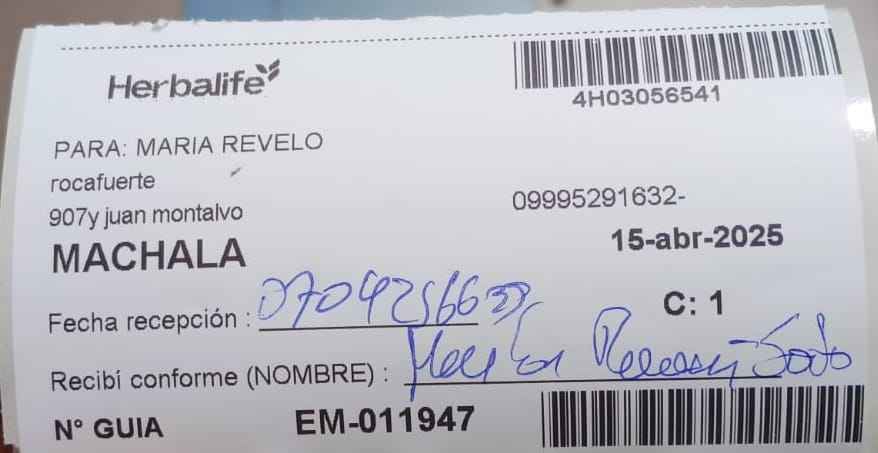 Herbalife
4H03056541
PARA: MARIA REVELO
rocafuerte
907y juan montalvo
09995291632-
MACHALA
15-abr-2025
Fecha recepción :
C: 1
Recibí conforme (NOMBRE) :
N° GUIA EM-011947